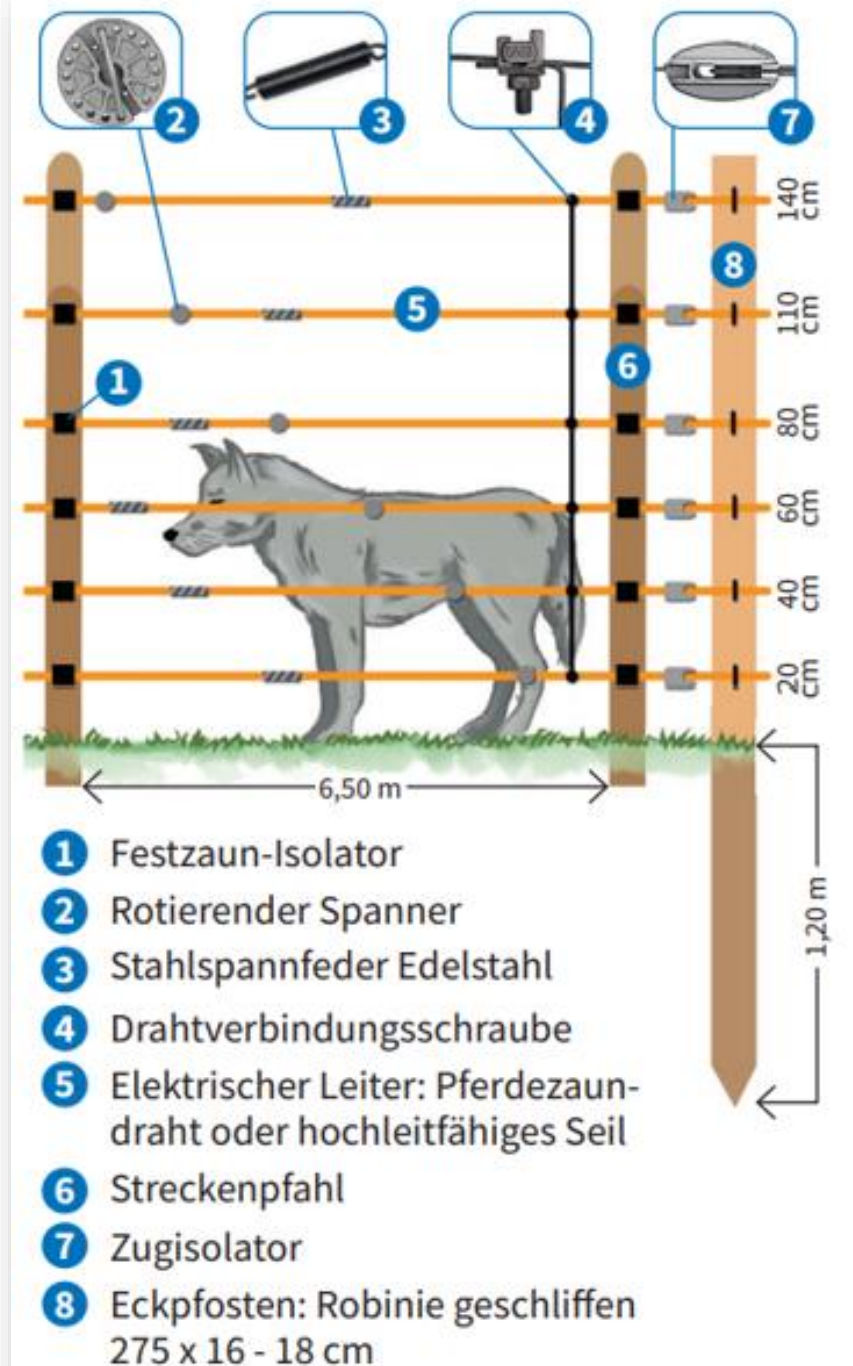 2
3
4
7
140 cm
8
110 cm
5
6
1
80 cm
60 cm
40 cm
20 cm
6,50 m
1,20 m
1 Festzaun-Isolator
2 Rotierender Spanner
3 Stahlspannfeder Edelstahl
4 Drahtverbindungsschraube
5 Elektrischer Leiter: Pferdezaun-
draht oder hochleitfähiges Seil
6 Streckenpfahl
7 Zugisolator
8 Eckpfosten: Robinie geschliffen
275 x 16 - 18 cm